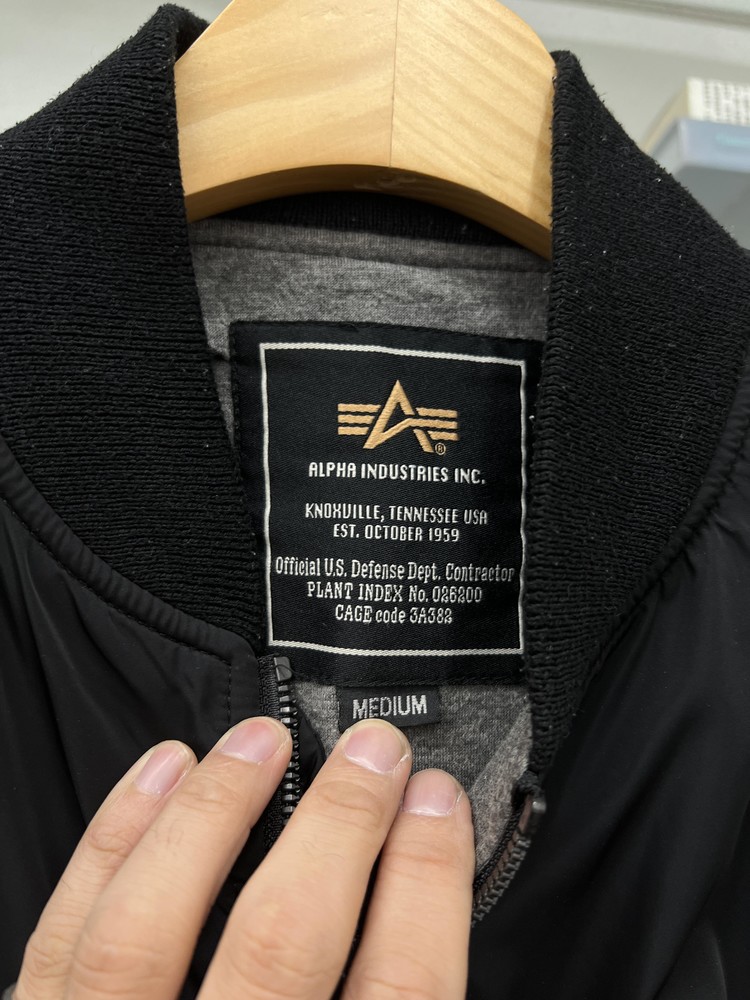 ®
ALPHA INDUSTRIES INC.
KNOXVILLE, TENNESSEE USA
EST. OCTOBER 1959
Official U.S. Defense Dept. Contractor
PLANT INDEX No. 026200
CAGE code 3A382
MEDIUM